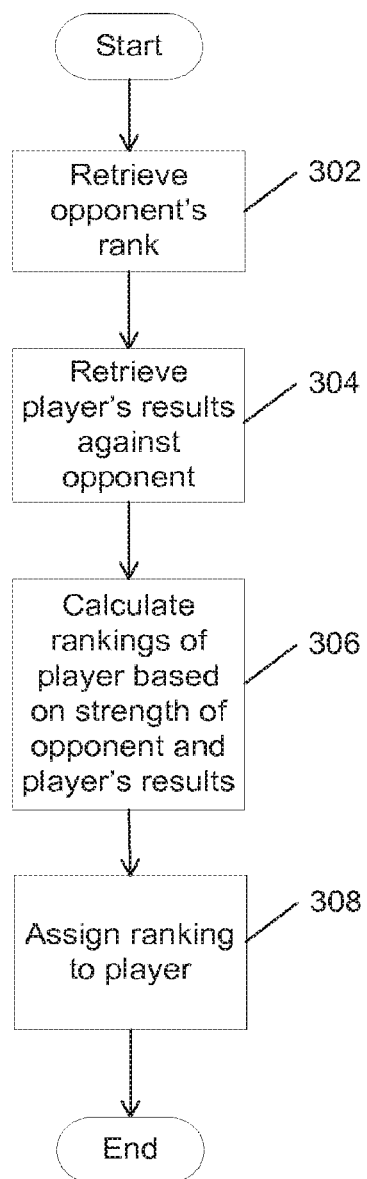 Start
Retrieve
opponent's
rank
302
Retrieve
player's results
against
opponent
304
Calculate
rankings of
player based
on strength of
opponent and
player's results
306
Assign ranking
to player
308
End